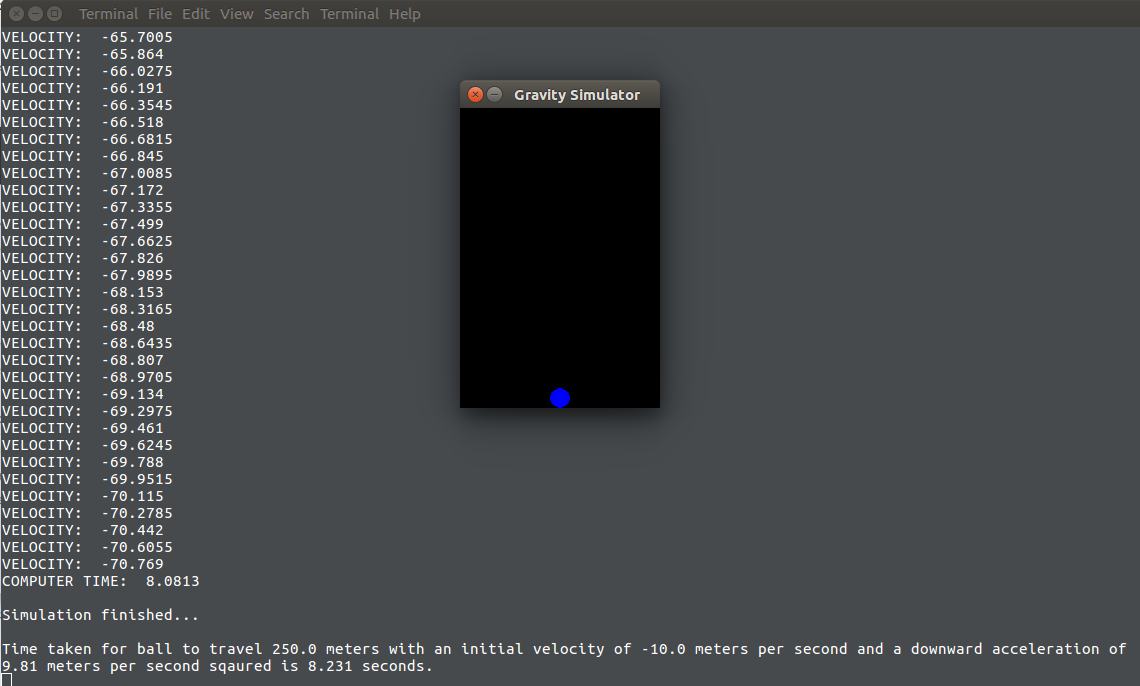 Terminal File Edit View Search Terminal Help
VELOCITY:  -65.7005
VELOCITY:  -65.864
VELOCITY:  -66.0275
VELOCITY:  -66.191
VELOCITY:  -66.3545
VELOCITY:  -66.518
VELOCITY:  -66.6815
VELOCITY:  -66.845
VELOCITY:  -67.0085
VELOCITY:  -67.172
VELOCITY:  -67.3355
VELOCITY:  -67.499
VELOCITY:  -67.6625
VELOCITY:  -67.826
VELOCITY:  -67.9895
VELOCITY:  -68.153
VELOCITY:  -68.3165
VELOCITY:  -68.48
VELOCITY:  -68.6435
VELOCITY:  -68.807
VELOCITY:  -68.9705
VELOCITY:  -69.134
VELOCITY:  -69.2975
VELOCITY:  -69.461
VELOCITY:  -69.6245
VELOCITY:  -69.788
VELOCITY:  -69.9515
VELOCITY:  -70.115
VELOCITY:  -70.2785
VELOCITY:  -70.442
VELOCITY:  -70.6055
VELOCITY:  -70.769
COMPUTER TIME:  8.0813
Simulation finished...
Time taken for ball to travel 250.0 meters with an initial velocity of -10.0 meters per second and a downward acceleration of
9.81 meters per second sqaured is 8.231 seconds.
Gravity Simulator